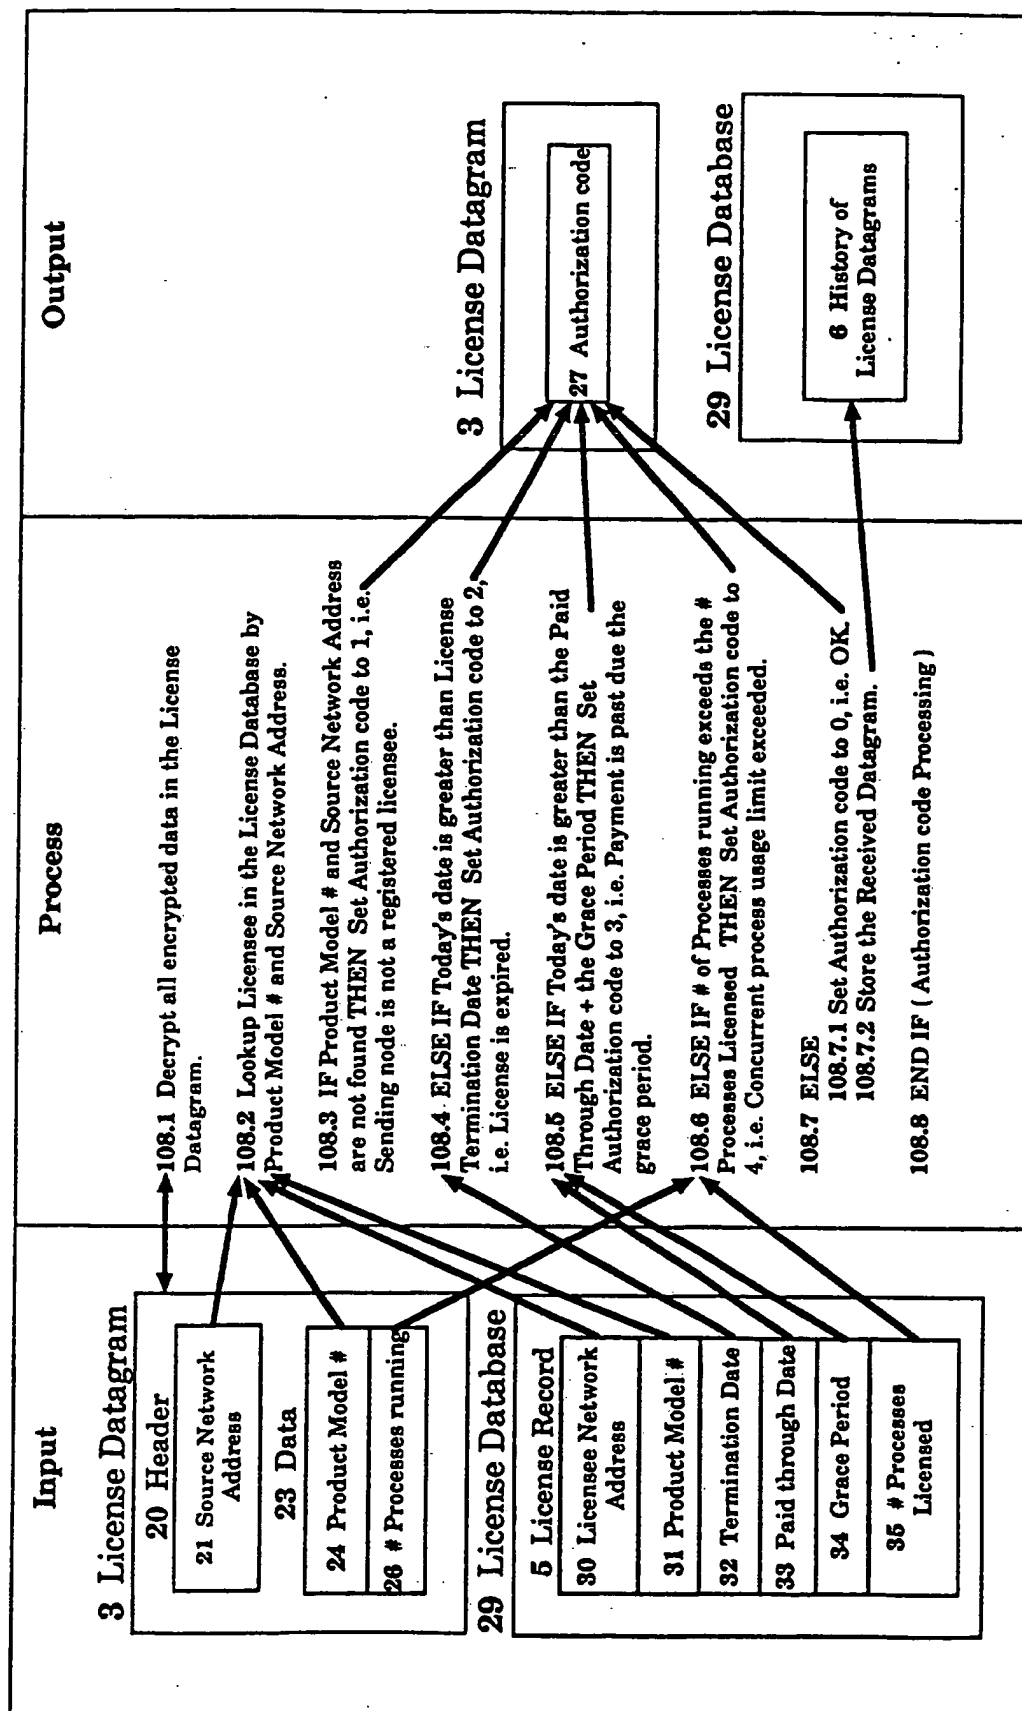 Input
Process
Output
3 License Datagram
20 Header
21 Source Network
Address
23 Data
24 Product Model #
26 # Processes running
29 License Database
5 License Record
30 Licensee Network
Address
31 Product Model #
32 Termination Date
33 Paid through Date
34 Grace Period
35 # Processes
Licensed
108.1 Decrypt all encrypted data in the License
Datagram.
108.2 Lookup Licensee in the License Database by
Product Model # and Source Network Address.
108.3 IF Product Model # and Source Network Address
are not found THEN Set Authorization code to 1, i.e.
Sending node is not a registered licensee.
108.4 ELSE IF Today's date is greater than License
Termination Date THEN Set Authorization code to 2,
i.e. License is expired.
108.5 ELSE IF Today's date is greater than the Paid
Through Date + the Grace Period THEN Set
Authorization code to 3, i.e. Payment is past due the
grace period.
108.6 ELSE IF # of Processes running exceeds the #
Processes Licensed THEN Set Authorization code to
4, i.e. Concurrent process usage limit exceeded.
108.7 ELSE
108.7.1 Set Authorization code to 0, i.e. OK.
108.7.2 Store the Received Datagram.
108.8 END IF ( Authorization code Processing )
3 License Datagram
27 Authorization code
29 License Database
6 History of
License Datagrams